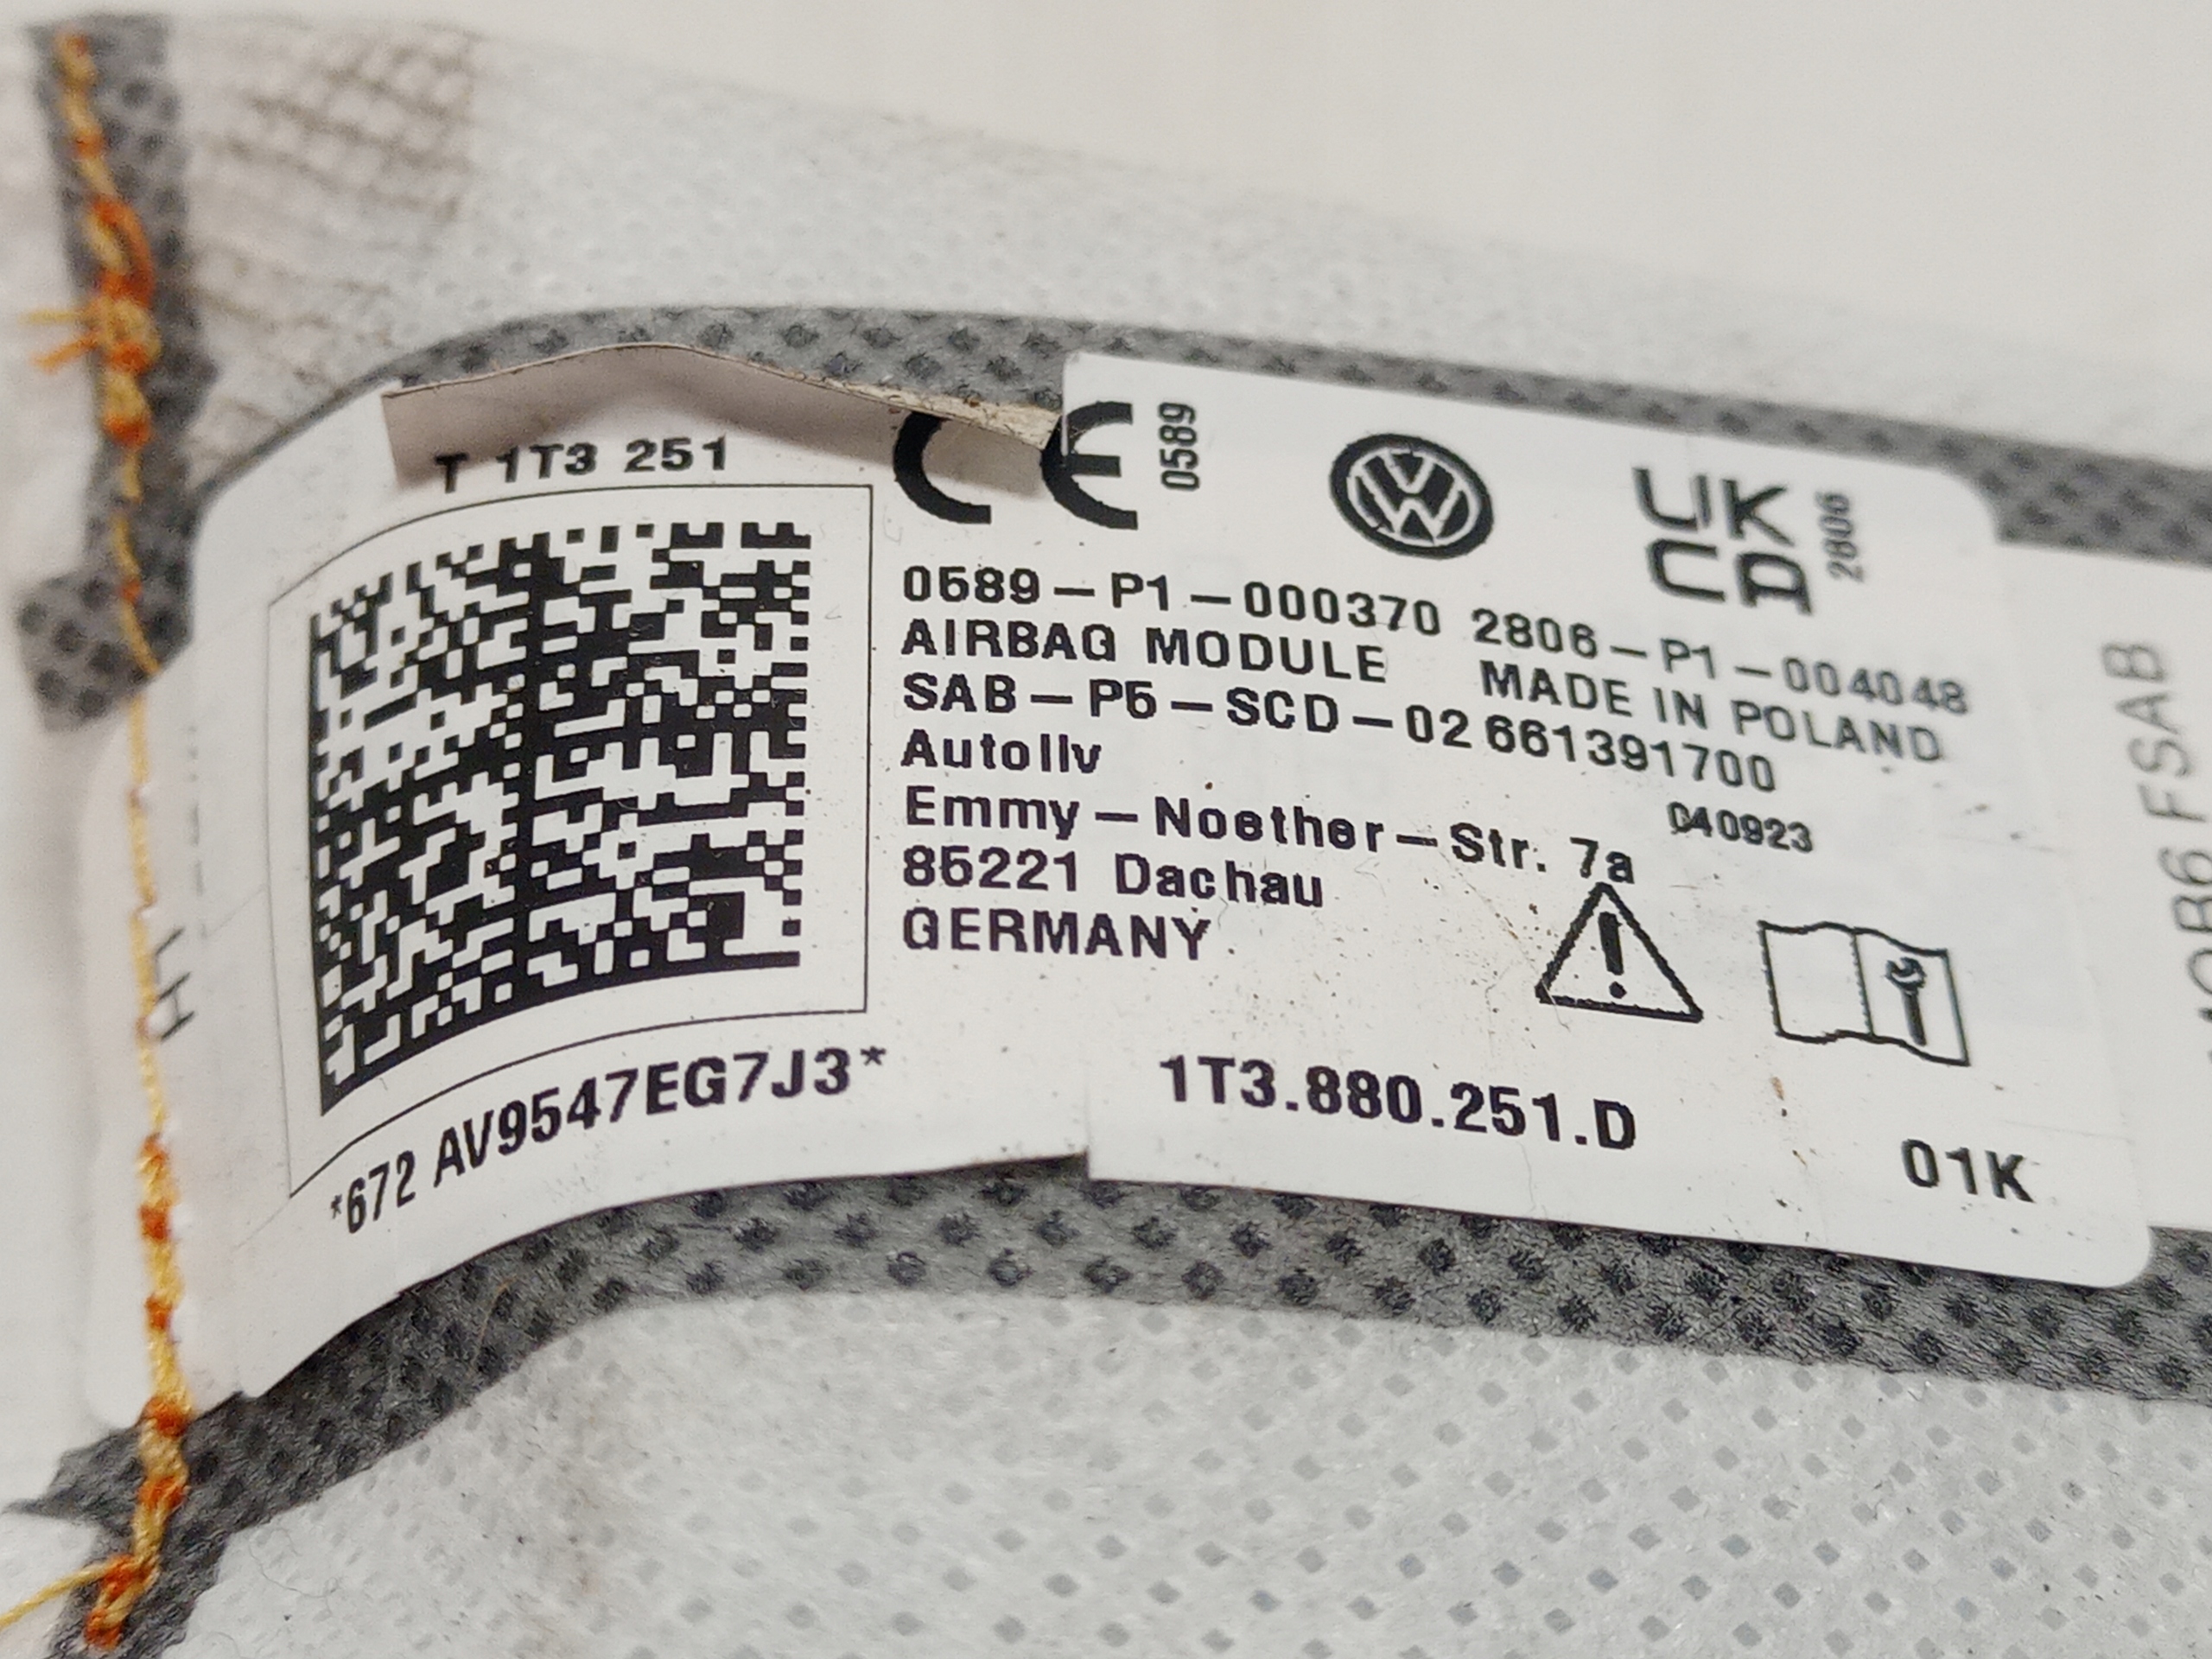 T 1T3 251
CE 0589
UK
CA 2806
0589-P1-000370 2806-P1-004048
AIRBAG MODULE MADE IN POLAND
SAB-P5-SCD-02 661391700
Autoliv 040923
Emmy-Noether-Str. 7a
85221 Dachau
GERMANY
*672 AV9547EG7J3*
1T3.880.251.D
01K
FSAB